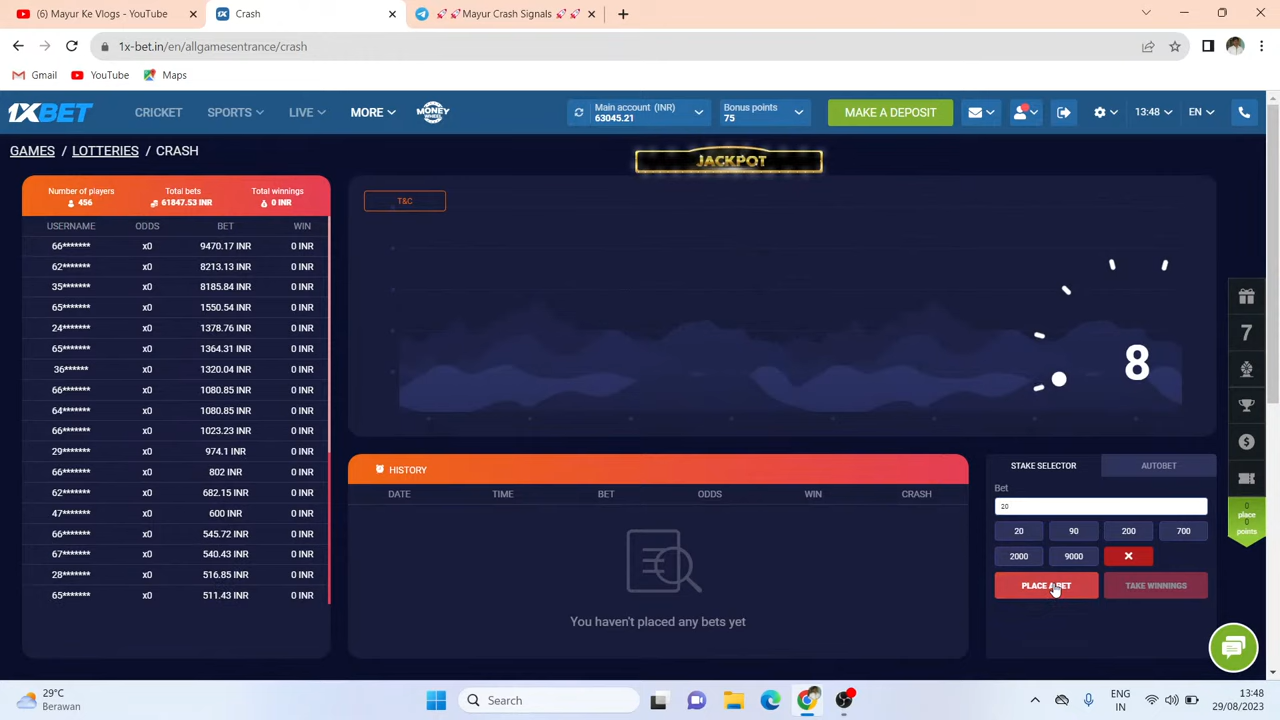 (6) Mayur Ke Vlogs - YouTube
Crash
🚀🚀Mayur Crash Signals 🚀🚀
1x-bet.in/en/allgamesentrance/crash
Gmail YouTube Maps
1XBET
CRICKET SPORTS LIVE MORE MONEY WHEEL
Main account (INR)
63045.21
Bonus points
75
MAKE A DEPOSIT
13:48 EN
GAMES / LOTTERIES / CRASH
JACKPOT
Number of players
456
Total bets
61847.53 INR
Total winnings
0 INR
USERNAME ODDS BET WIN
66******* x0 9470.17 INR 0 INR
62******* x0 8213.13 INR 0 INR
35******* x0 8185.84 INR 0 INR
65******* x0 1550.54 INR 0 INR
24******* x0 1378.76 INR 0 INR
65******* x0 1364.31 INR 0 INR
36****** x0 1320.04 INR 0 INR
66******* x0 1080.85 INR 0 INR
64******* x0 1080.85 INR 0 INR
66******* x0 1023.23 INR 0 INR
29******* x0 974.1 INR 0 INR
66******* x0 802 INR 0 INR
62******* x0 682.15 INR 0 INR
47******* x0 600 INR 0 INR
66******* x0 545.72 INR 0 INR
67******* x0 540.43 INR 0 INR
28******* x0 516.85 INR 0 INR
65******* x0 511.43 INR 0 INR
T&C
8
HISTORY
DATE TIME BET ODDS WIN CRASH
You haven't placed any bets yet
STAKE SELECTOR AUTOBET
Bet
20
20 90 200 700
2000 9000
PLACE A BET TAKE WINNINGS
7
0
place
0
points
29°C
Berawan
Search
ENG
IN
13:48
29/08/2023